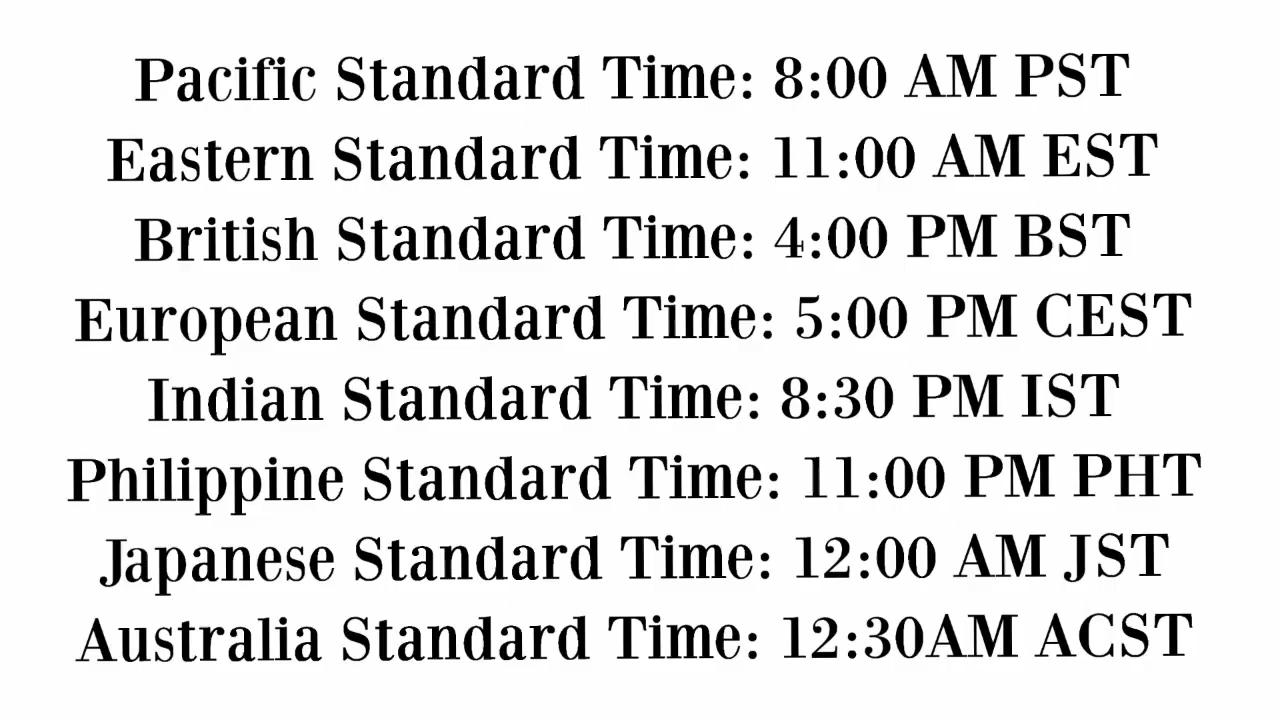 Pacific Standard Time: 8:00 AM PST
Eastern Standard Time: 11:00 AM EST
British Standard Time: 4:00 PM BST
European Standard Time: 5:00 PM CEST
Indian Standard Time: 8:30 PM IST
Philippine Standard Time: 11:00 PM PHT
Japanese Standard Time: 12:00 AM JST
Australia Standard Time: 12:30AM ACST